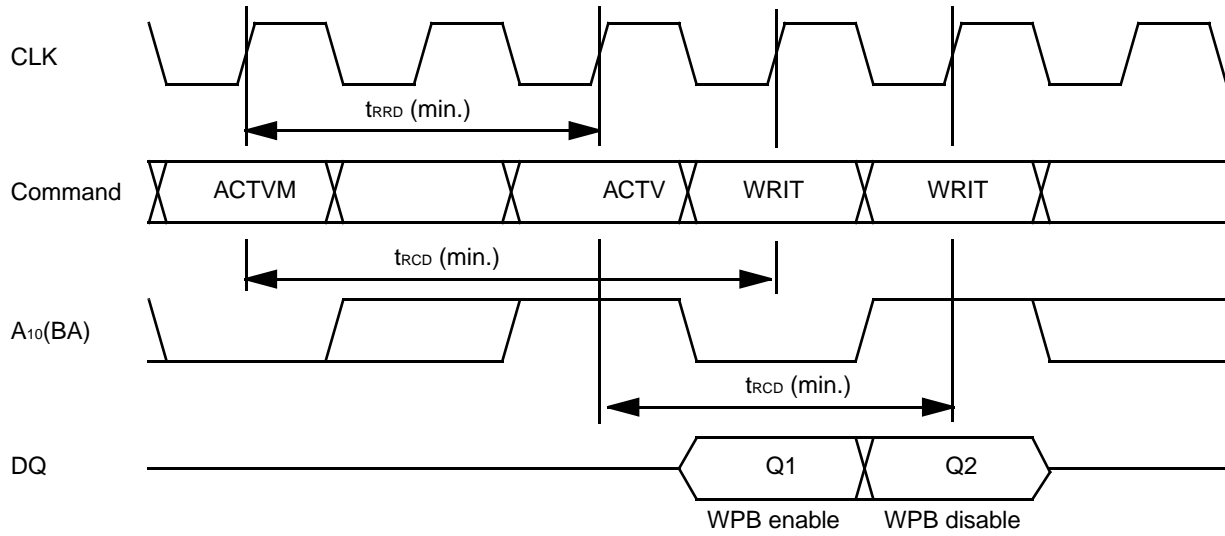 CLK
tRRD (min.)
Command ACTVM ACTV WRIT WRIT
tRCD (min.)
A10(BA)
tRCD (min.)
DQ Q1 Q2
WPB enable WPB disable